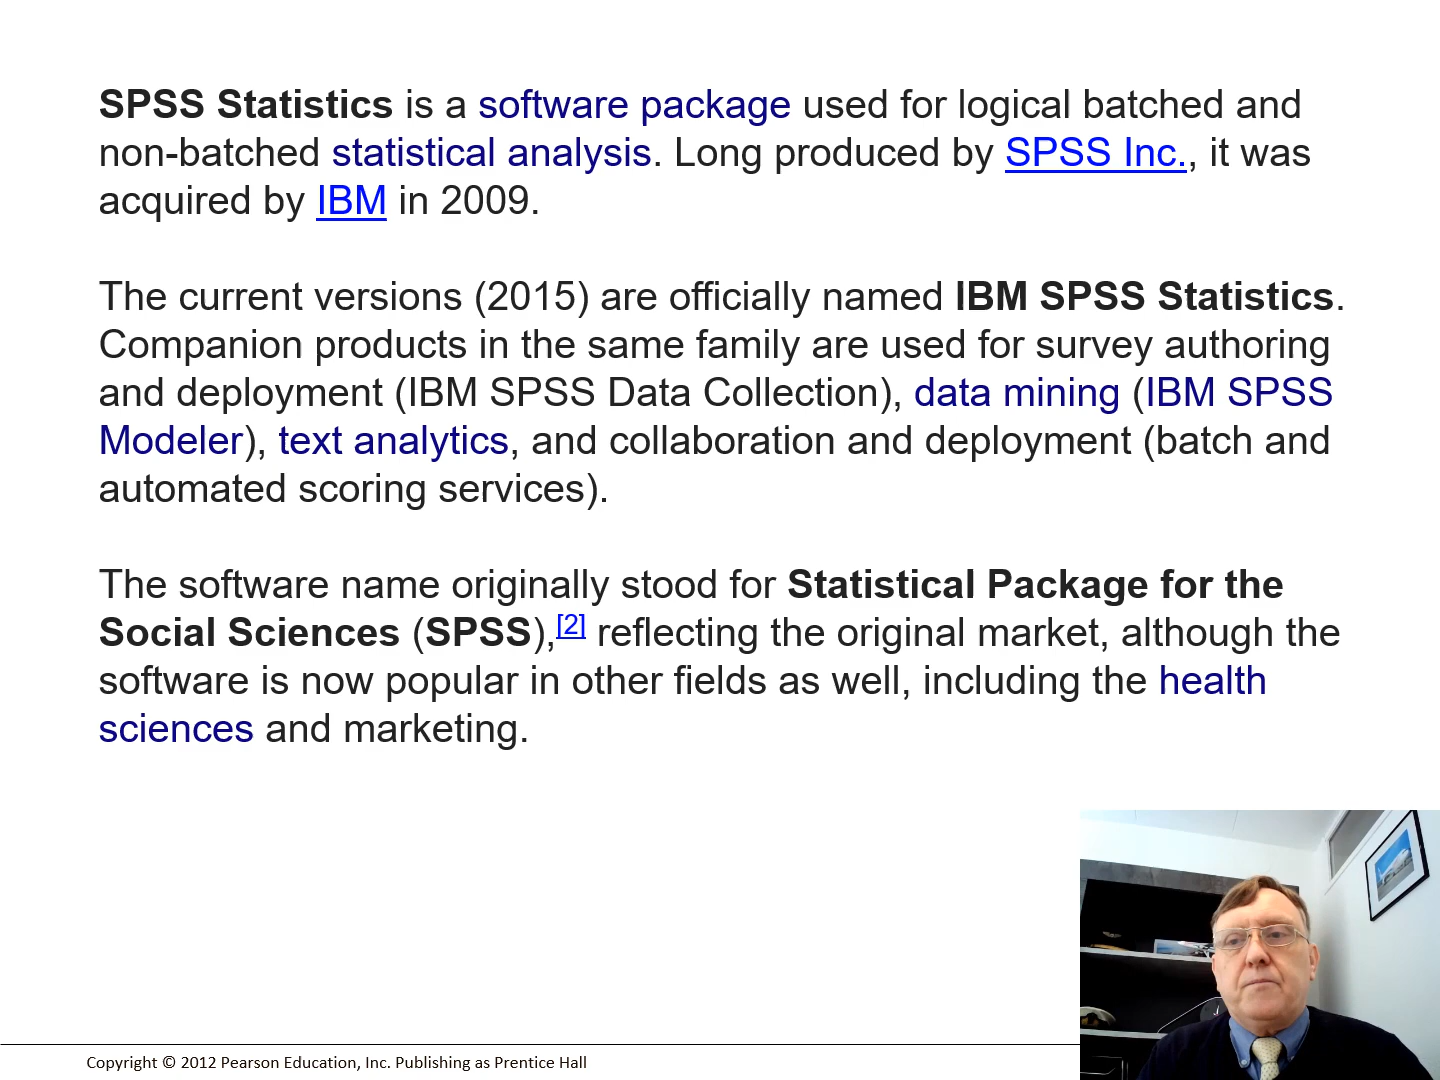 SPSS Statistics is a software package used for logical batched and
non-batched statistical analysis. Long produced by SPSS Inc., it was
acquired by IBM in 2009.
The current versions (2015) are officially named IBM SPSS Statistics.
Companion products in the same family are used for survey authoring
and deployment (IBM SPSS Data Collection), data mining (IBM SPSS
Modeler), text analytics, and collaboration and deployment (batch and
automated scoring services).
The software name originally stood for Statistical Package for the
Social Sciences (SPSS),[2] reflecting the original market, although the
software is now popular in other fields as well, including the health
sciences and marketing.
Copyright © 2012 Pearson Education, Inc. Publishing as Prentice Hall